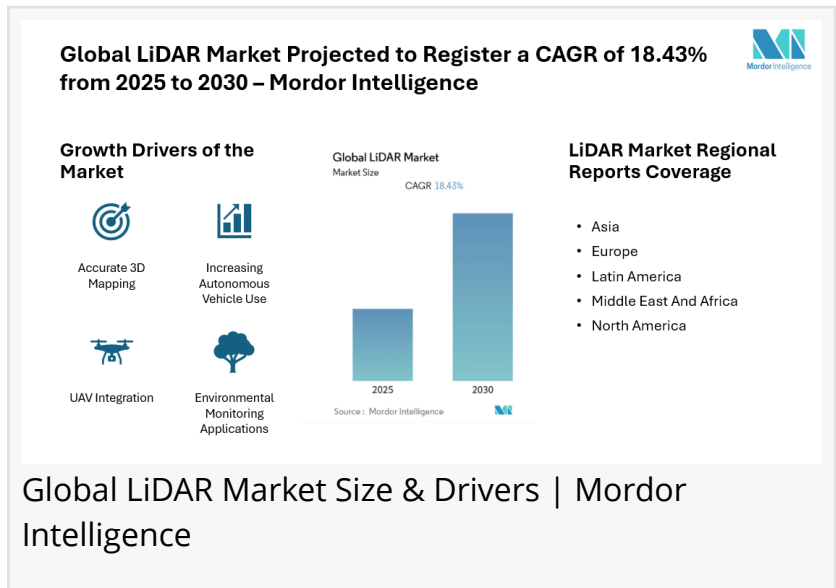 Global LiDAR Market Projected to Register a CAGR of 18.43%
from 2025 to 2030 – Mordor Intelligence
Mordor Intelligence
Growth Drivers of the
Market
Accurate 3D
Mapping
Increasing
Autonomous
Vehicle Use
UAV Integration
Environmental
Monitoring
Applications
Global LiDAR Market
Market Size
CAGR 18.43%
2025
2030
Source : Mordor Intelligence
LiDAR Market Regional
Reports Coverage
• Asia
• Europe
• Latin America
• Middle East And Africa
• North America
Global LiDAR Market Size & Drivers | Mordor
Intelligence